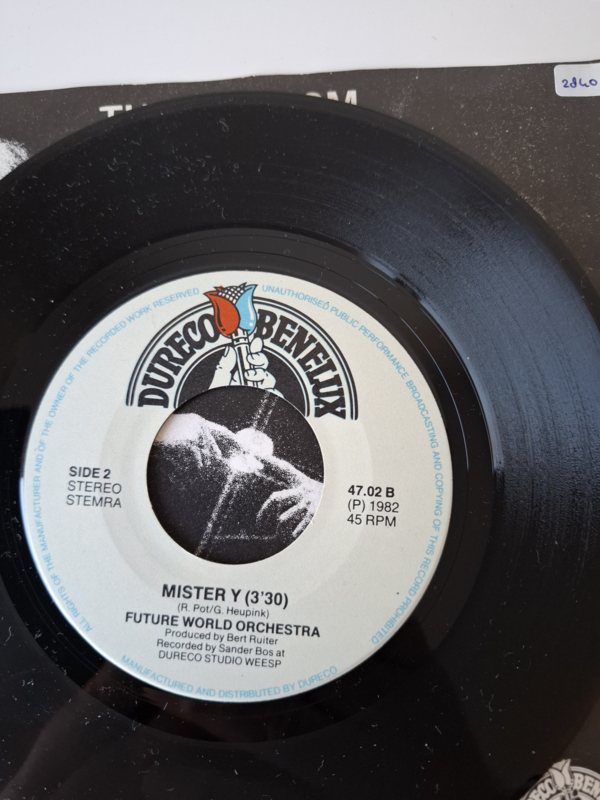 2840
DURECO BENELUX
ALL RIGHTS OF THE MANUFACTURER AND OF THE OWNER OF THE RECORDED WORK RESERVED
UNAUTHORISED PUBLIC PERFORMANCE BROADCASTING AND COPYING OF THIS RECORD PROHIBITED
SIDE 2
STEREO
STEMRA
47.02 B
(P) 1982
45 RPM
MISTER Y (3'30)
(R. Pot/G. Heupink)
FUTURE WORLD ORCHESTRA
Produced by Bert Ruiter
Recorded by Sander Bos at
DURECO STUDIO WEESP
MANUFACTURED AND DISTRIBUTED BY DURECO